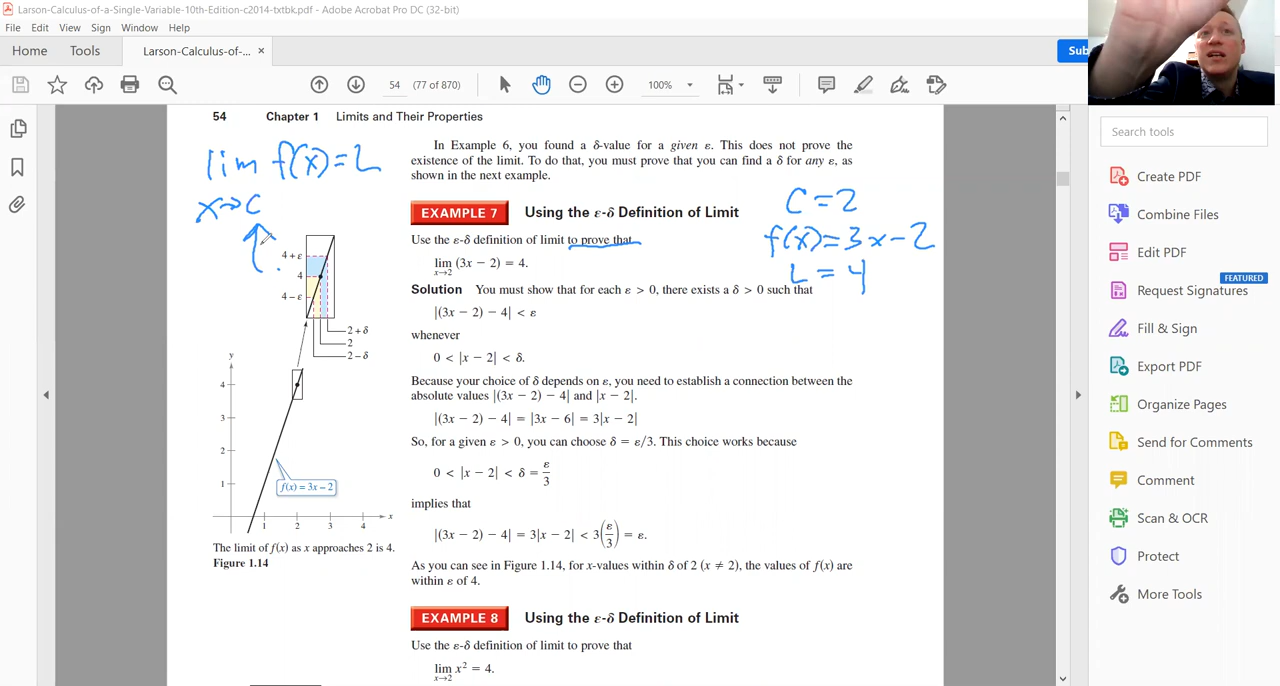 Larson-Calculus-of-a-Single-Variable-10th-Edition-c2014-txtbk.pdf - Adobe Acrobat Pro DC (32-bit)
File Edit View Sign Window Help
Home Tools Larson-Calculus-of-... ×
Sub
54 (77 of 870) 100%
54 Chapter 1 Limits and Their Properties
lim f(x)=L
x→c
4 + ε
4
4 − ε
2 + δ
2
2 − δ
y
4
3
2
1
f(x) = 3x − 2
1 2 3 4 x
The limit of f(x) as x approaches 2 is 4.
Figure 1.14
In Example 6, you found a δ-value for a given ε. This does not prove the
existence of the limit. To do that, you must prove that you can find a δ for any ε, as
shown in the next example.
EXAMPLE 7 Using the ε-δ Definition of Limit
Use the ε-δ definition of limit to prove that
lim (3x − 2) = 4.
x→2
Solution You must show that for each ε > 0, there exists a δ > 0 such that
|(3x − 2) − 4| < ε
whenever
0 < |x − 2| < δ.
Because your choice of δ depends on ε, you need to establish a connection between the
absolute values |(3x − 2) − 4| and |x − 2|.
|(3x − 2) − 4| = |3x − 6| = 3|x − 2|
So, for a given ε > 0, you can choose δ = ε/3. This choice works because
0 < |x − 2| < δ = ε/3
implies that
|(3x − 2) − 4| = 3|x − 2| < 3(ε/3) = ε.
As you can see in Figure 1.14, for x-values within δ of 2 (x ≠ 2), the values of f(x) are
within ε of 4.
EXAMPLE 8 Using the ε-δ Definition of Limit
Use the ε-δ definition of limit to prove that
lim x² = 4.
x→2
C=2
f(x)=3x-2
L=4
Search tools
Create PDF
Combine Files
Edit PDF
FEATURED
Request Signatures
Fill & Sign
Export PDF
Organize Pages
Send for Comments
Comment
Scan & OCR
Protect
More Tools